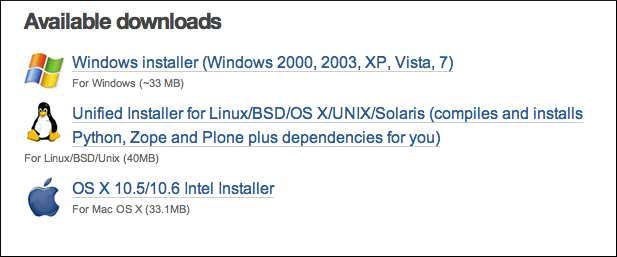 Available downloads
Windows installer (Windows 2000, 2003, XP, Vista, 7)
For Windows (~33 MB)
Unified Installer for Linux/BSD/OS X/UNIX/Solaris (compiles and installs
Python, Zope and Plone plus dependencies for you)
For Linux/BSD/Unix (40MB)
OS X 10.5/10.6 Intel Installer
For Mac OS X (33.1MB)